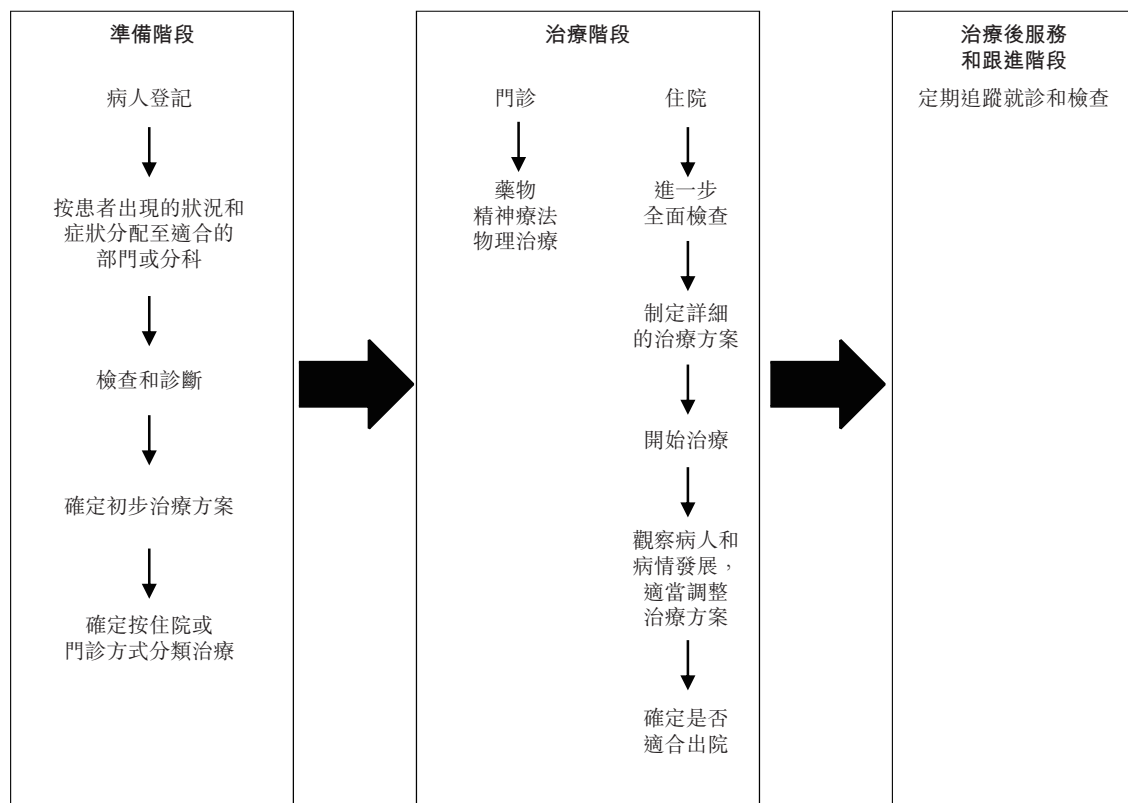 準備階段
病人登記
按患者出現的狀況和
症狀分配至適合的
部門或分科
檢查和診斷
確定初步治療方案
確定按住院或
門診方式分類治療
治療階段
門診
藥物
精神療法
物理治療
住院
進一步
全面檢查
制定詳細
的治療方案
開始治療
觀察病人和
病情發展，
適當調整
治療方案
確定是否
適合出院
治療後服務
和跟進階段
定期追蹤就診和檢查